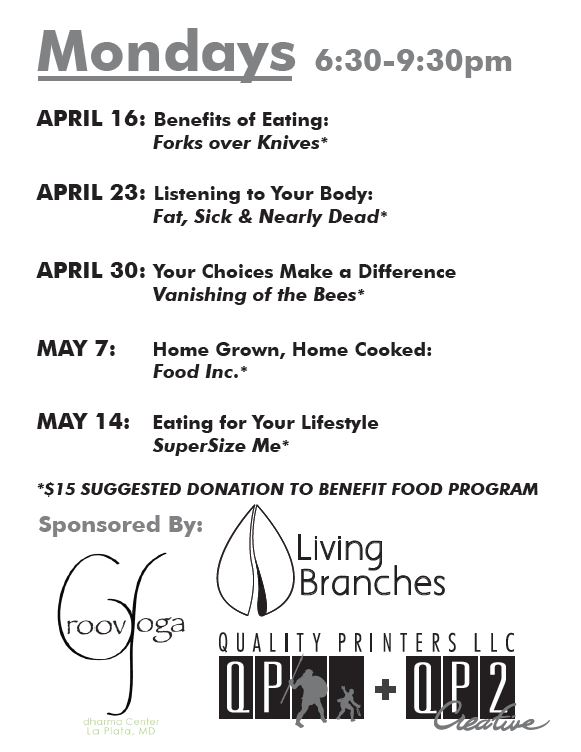 Mondays 6:30-9:30pm
APRIL 16: Benefits of Eating:
Forks over Knives*
APRIL 23: Listening to Your Body:
Fat, Sick & Nearly Dead*
APRIL 30: Your Choices Make a Difference
Vanishing of the Bees*
MAY 7: Home Grown, Home Cooked:
Food Inc.*
MAY 14: Eating for Your Lifestyle
SuperSize Me*
*$15 SUGGESTED DONATION TO BENEFIT FOOD PROGRAM
Sponsored By:
Living
Branches
Groov Yoga
dharma Center
La Plata, MD
QUALITY PRINTERS LLC
QP + QP2
Creative